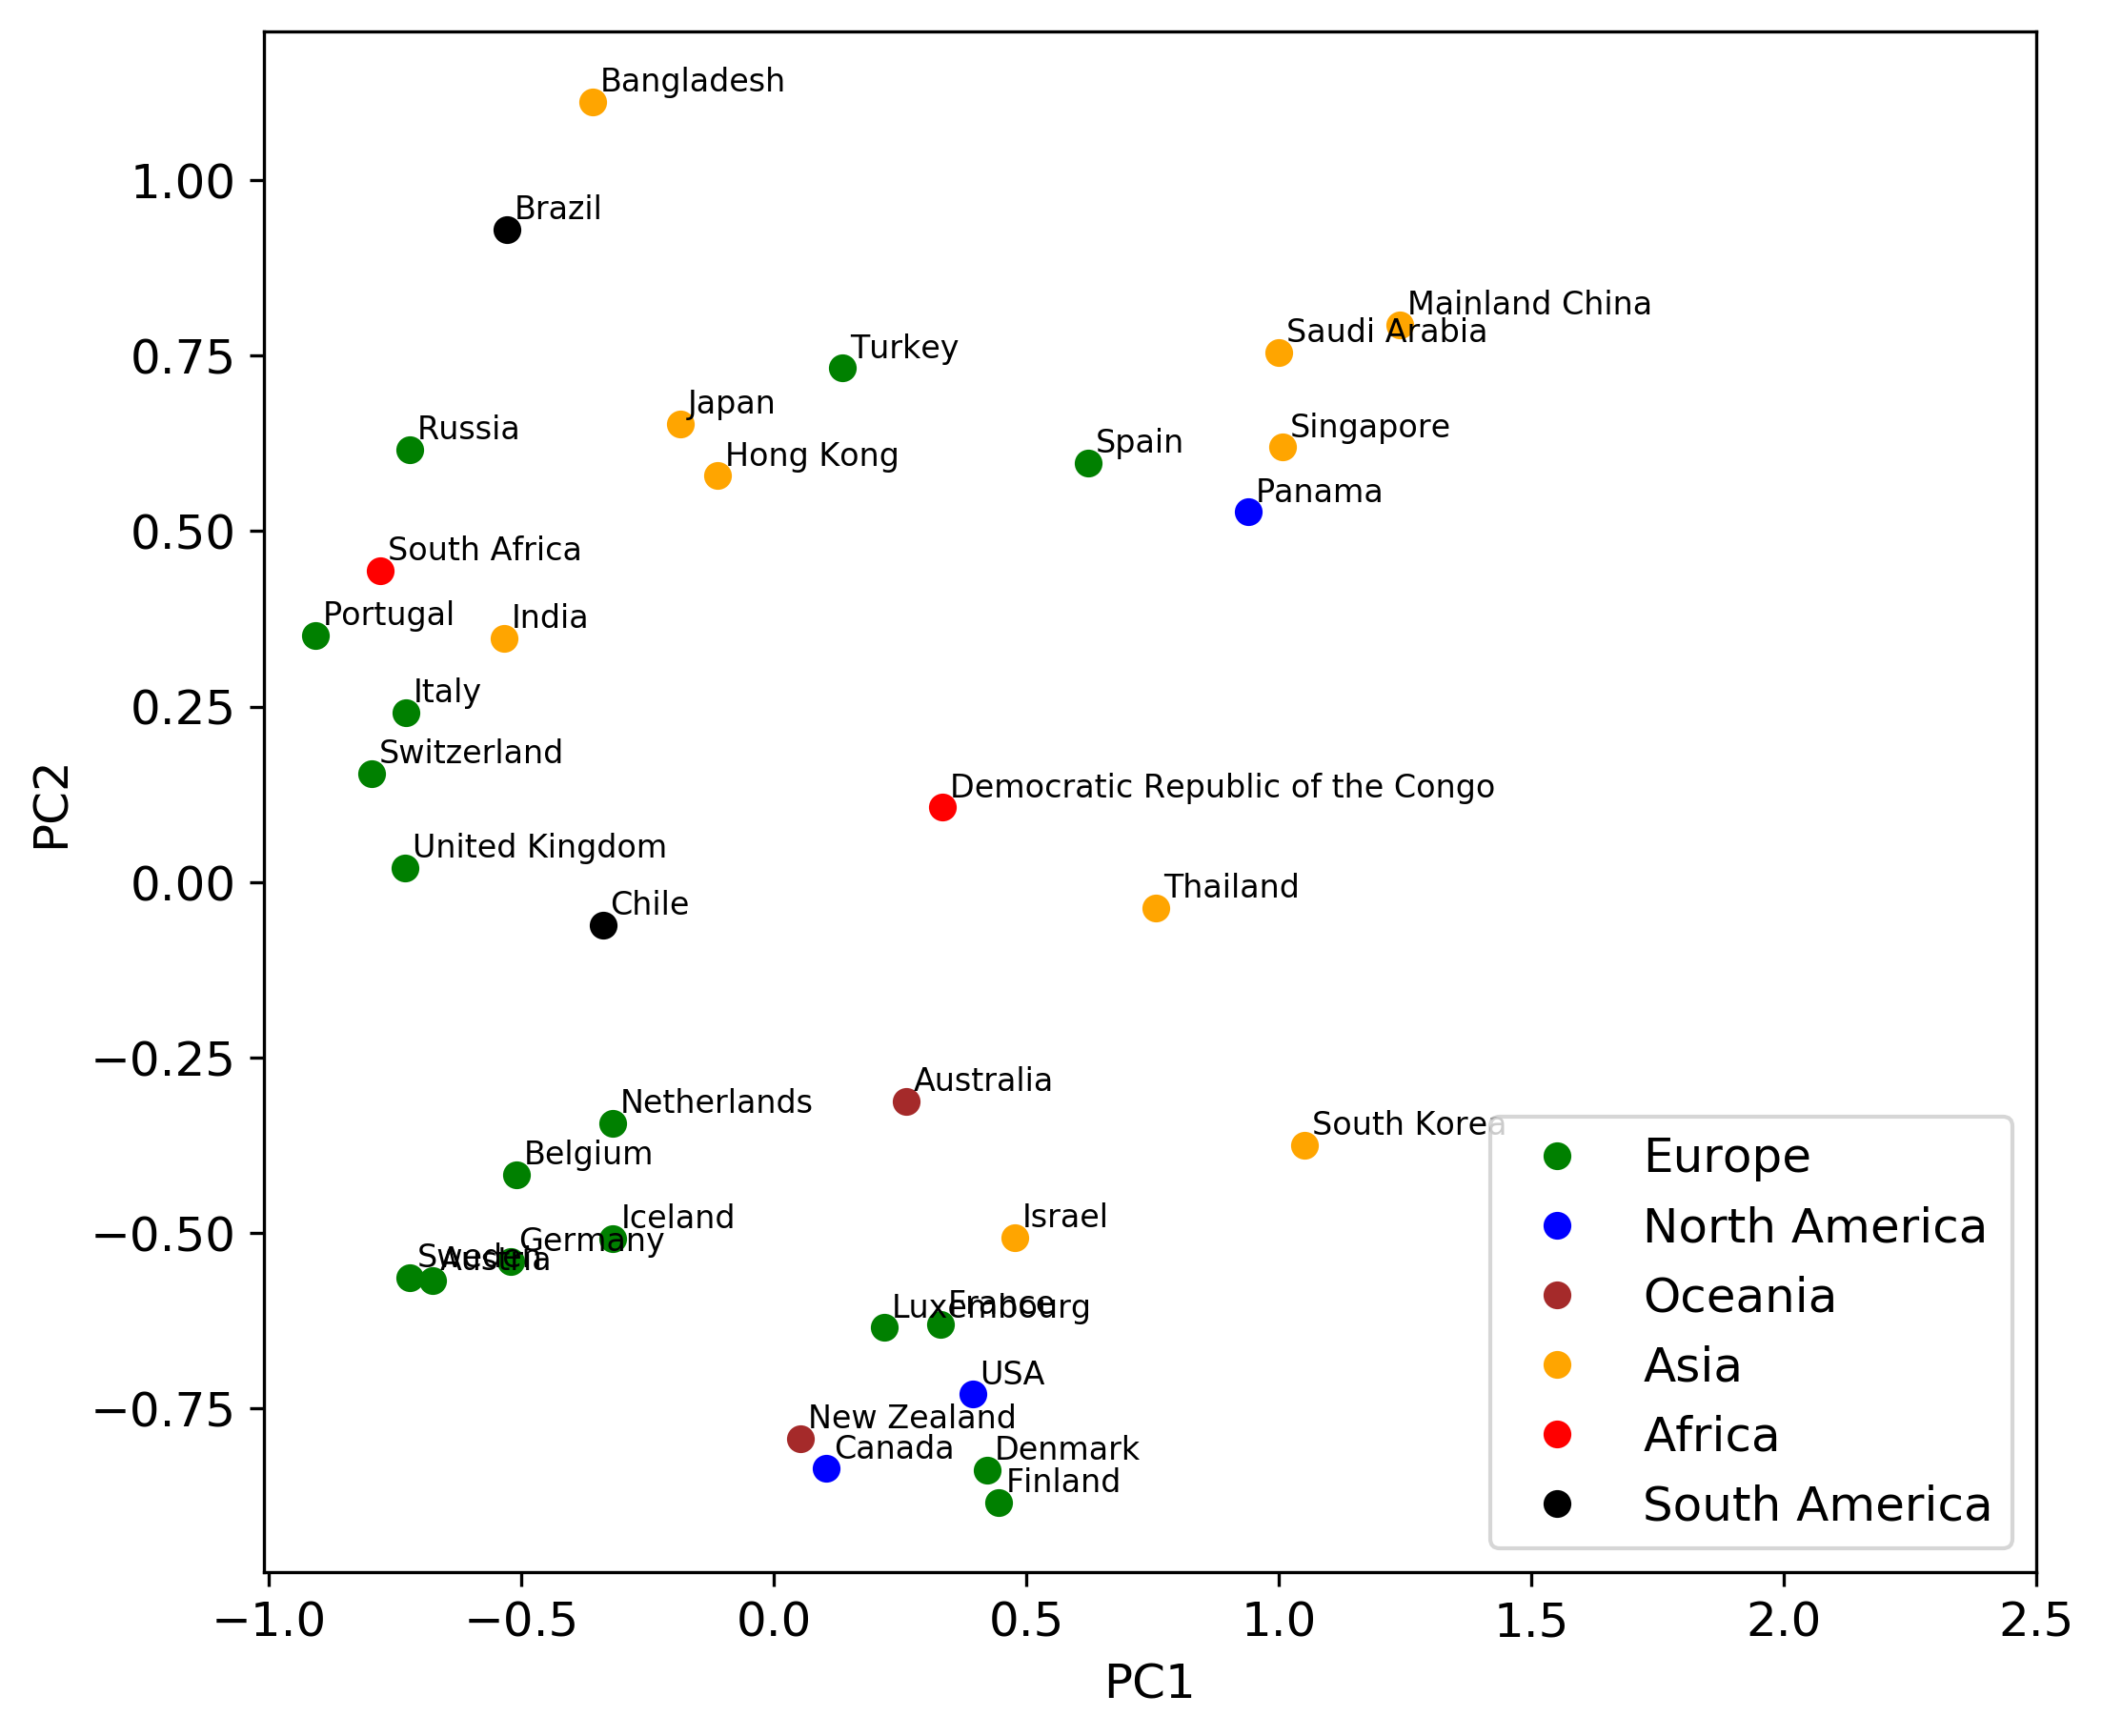 Bangladesh
1.00
Brazil
Mainland China
Saudi Arabia
0.75
Turkey
Japan
Russia
Singapore
Spain
Hong Kong
Panama
0.50
South Africa
Portugal
India
Italy
0.25
Switzerland
Democratic Republic of the Congo
PC2
United Kingdom
0.00
Thailand
Chile
−0.25
Australia
Netherlands
South Korea
Belgium
Iceland
Israel
−0.50
Germany
Sweden
Austria
France
Luxembourg
USA
−0.75
New Zealand
Canada
Denmark
Finland
Europe
North America
Oceania
Asia
Africa
South America
−1.0 −0.5 0.0 0.5 1.0 1.5 2.0 2.5
PC1